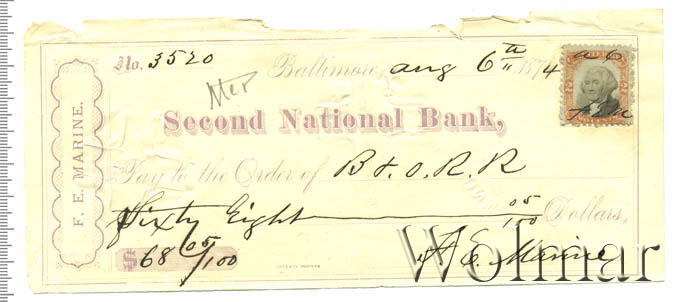 No. 3520 Baltimore, Aug 6th 1874
Second National Bank,
Pay to the Order of B & O. R. R
Sixty Eight 05/100 Dollars,
$68 05/100 F. E. Marine
F. E. MARINE.
Wolmar